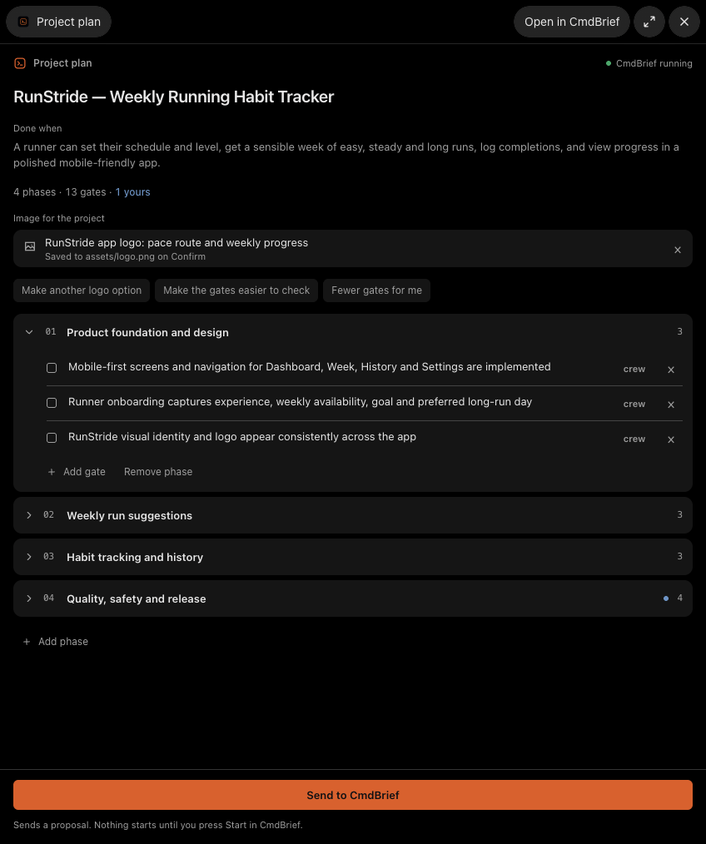 Project plan
Open in CmdBrief
Project plan
CmdBrief running
RunStride — Weekly Running Habit Tracker
Done when
A runner can set their schedule and level, get a sensible week of easy, steady and long runs, log completions, and view progress in a
polished mobile-friendly app.
4 phases · 13 gates · 1 yours
Image for the project
RunStride app logo: pace route and weekly progress
Saved to assets/logo.png on Confirm
Make another logo option
Make the gates easier to check
Fewer gates for me
01 Product foundation and design 3
Mobile-first screens and navigation for Dashboard, Week, History and Settings are implemented crew
Runner onboarding captures experience, weekly availability, goal and preferred long-run day crew
RunStride visual identity and logo appear consistently across the app crew
+ Add gate Remove phase
02 Weekly run suggestions 3
03 Habit tracking and history 3
04 Quality, safety and release 4
+ Add phase
Send to CmdBrief
Sends a proposal. Nothing starts until you press Start in CmdBrief.